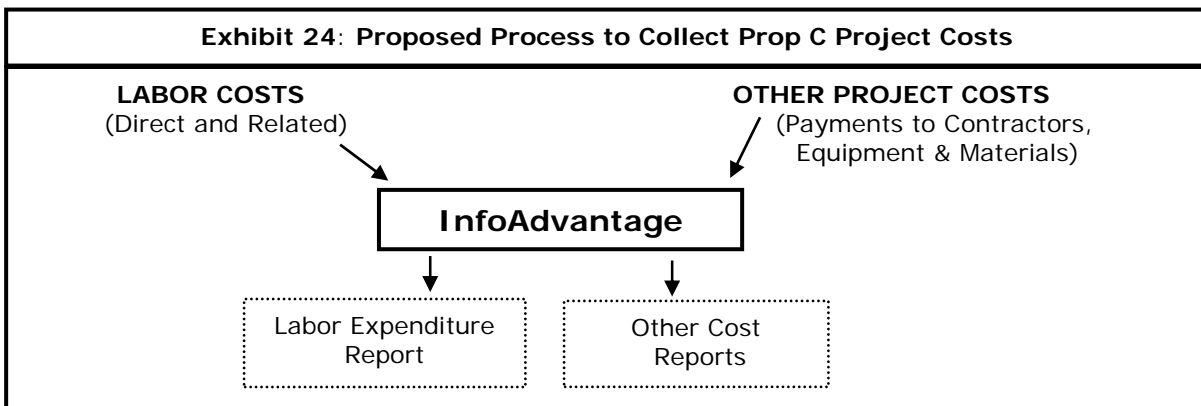 Exhibit 24: Proposed Process to Collect Prop C Project Costs
LABOR COSTS
(Direct and Related)
OTHER PROJECT COSTS
(Payments to Contractors,
Equipment & Materials)
InfoAdvantage
Labor Expenditure
Report
Other Cost
Reports